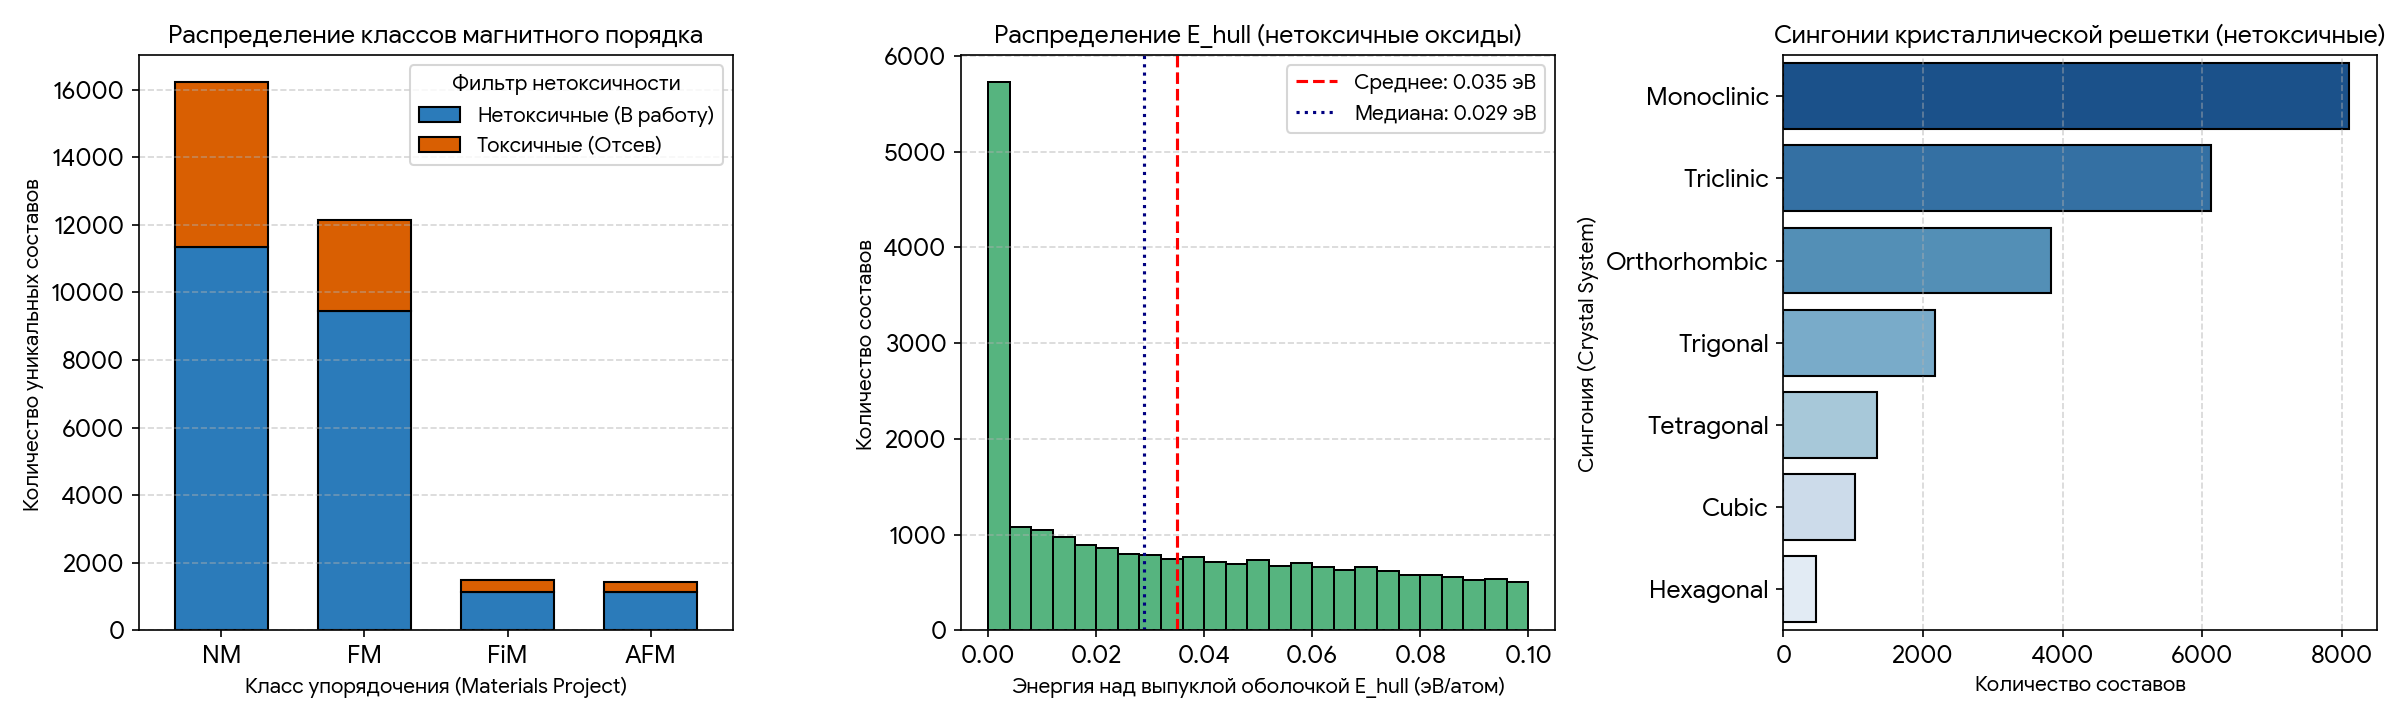 Распределение классов магнитного порядка
Количество уникальных составов
16000
14000
12000
10000
8000
6000
4000
2000
0
Фильтр нетоксичности
Нетоксичные (В работу)
Токсичные (Отсев)
NM FM FiM AFM
Класс упорядочения (Materials Project)
Распределение E_hull (нетоксичные оксиды)
Количество составов
6000
5000
4000
3000
2000
1000
0
Среднее: 0.035 эВ
Медиана: 0.029 эВ
0.00 0.02 0.04 0.06 0.08 0.10
Энергия над выпуклой оболочкой E_hull (эВ/атом)
Сингонии кристаллической решетки (нетоксичные)
Сингония (Crystal System)
Monoclinic
Triclinic
Orthorhombic
Trigonal
Tetragonal
Cubic
Hexagonal
0 2000 4000 6000 8000
Количество составов